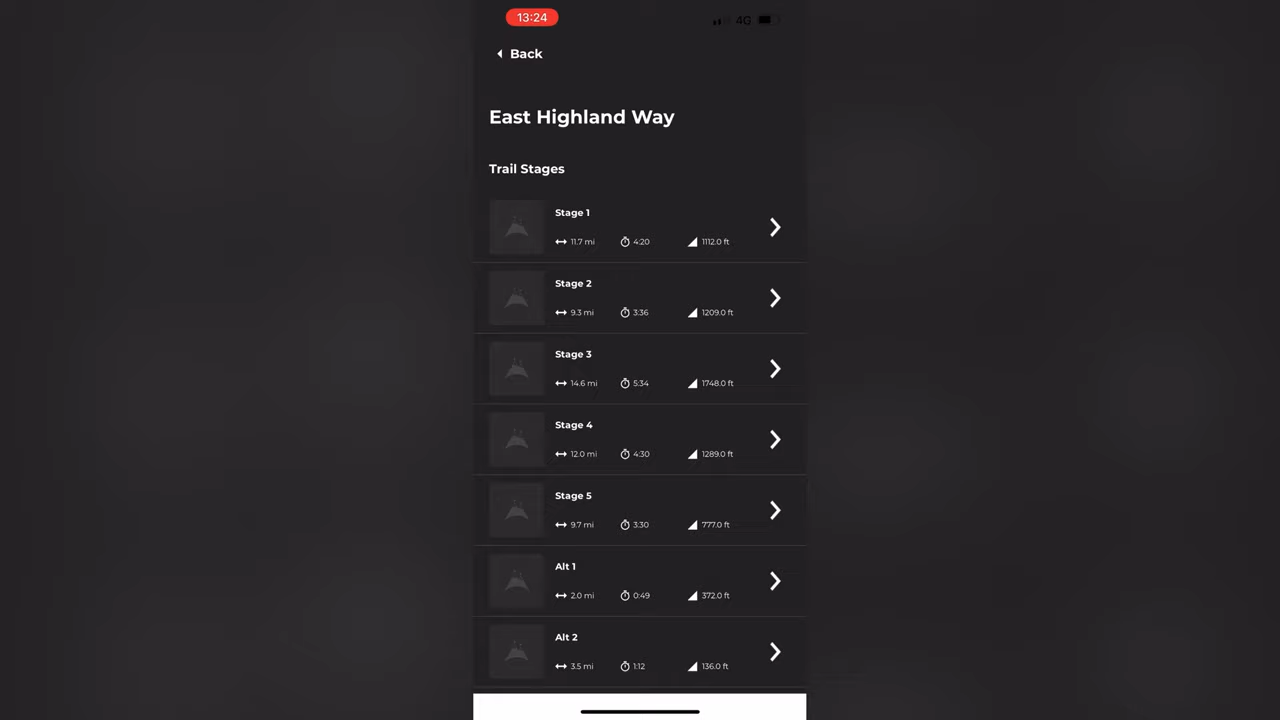 13:24
4G
Back
East Highland Way
Trail Stages
Stage 1
11.7 mi 4:20 1112.0 ft
Stage 2
9.3 mi 3:36 1209.0 ft
Stage 3
14.6 mi 5:34 1748.0 ft
Stage 4
12.0 mi 4:30 1289.0 ft
Stage 5
9.7 mi 3:30 777.0 ft
Alt 1
2.0 mi 0:49 372.0 ft
Alt 2
3.5 mi 1:12 136.0 ft